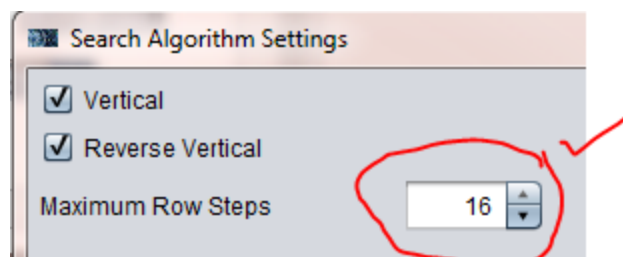 Search Algorithm Settings
Vertical
Reverse Vertical
Maximum Row Steps 16